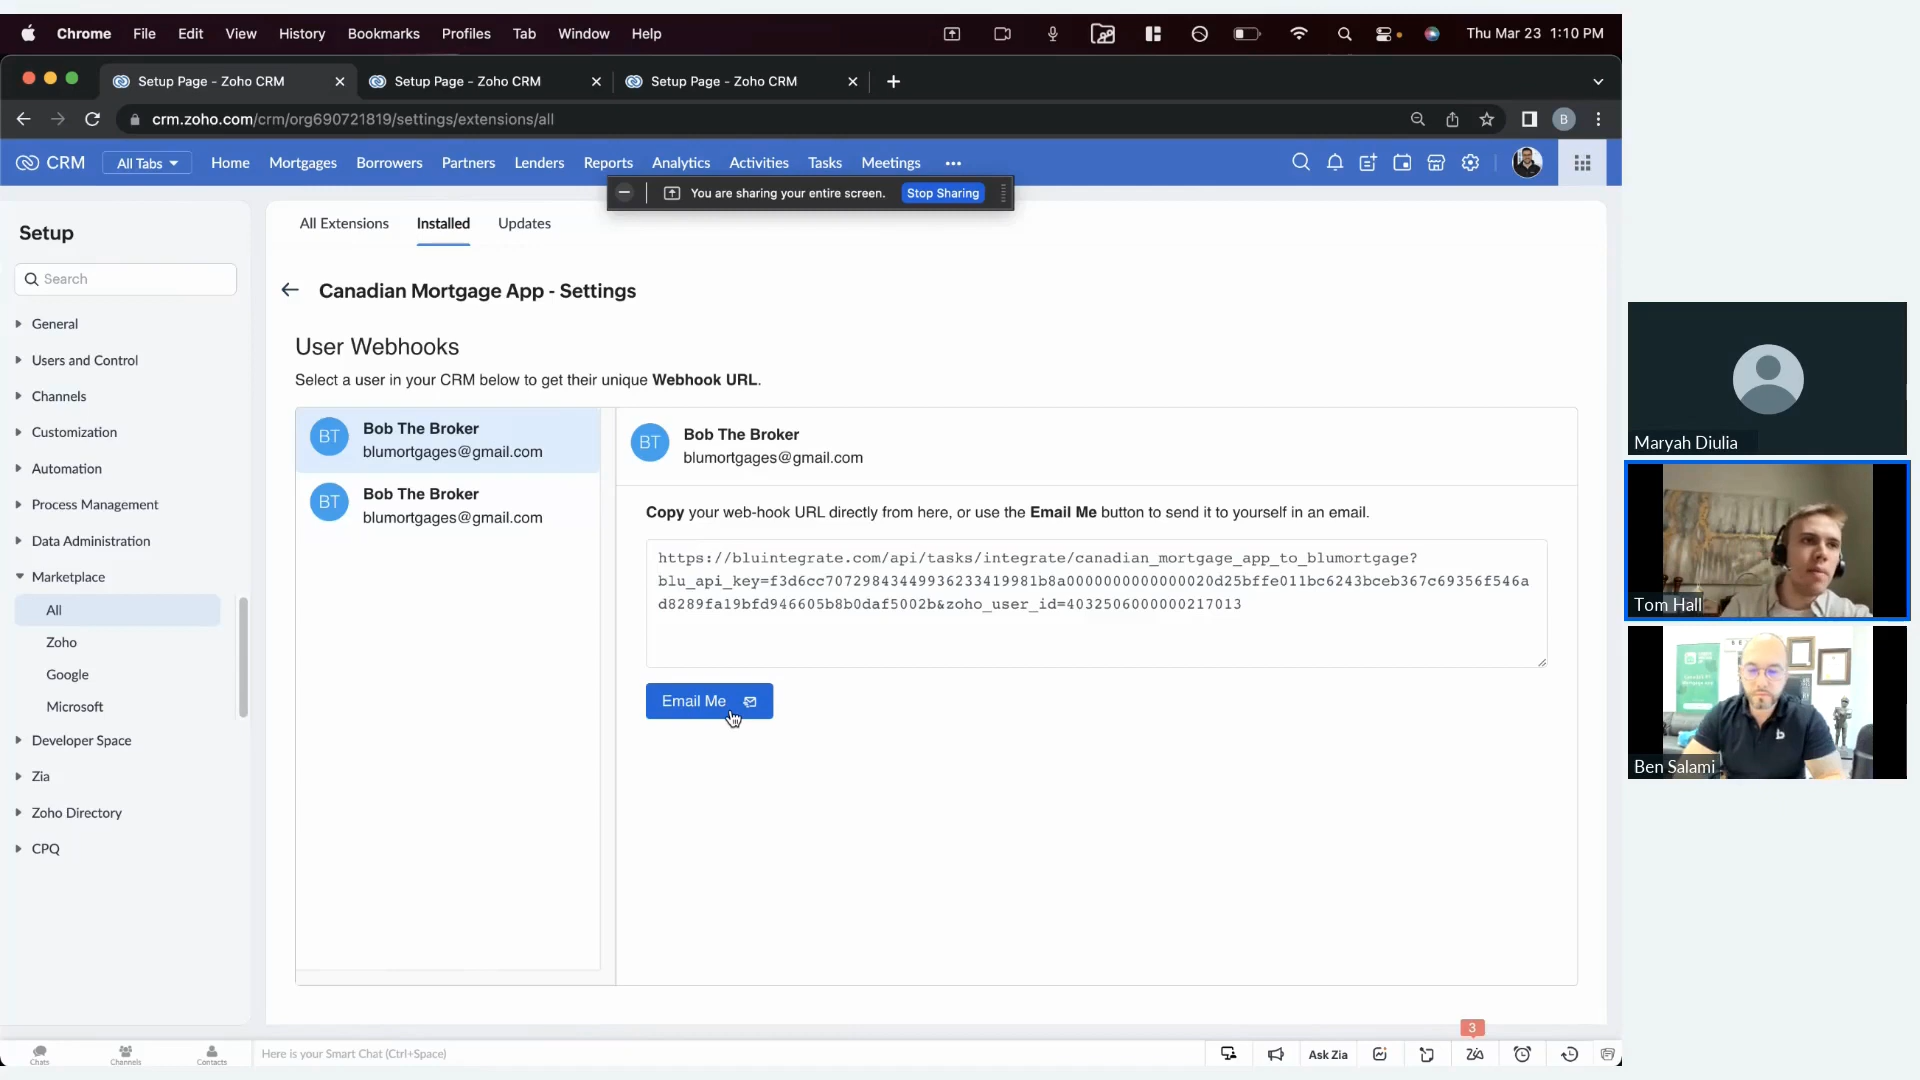 Chrome File Edit View History Bookmarks Profiles Tab Window Help Thu Mar 23 1:10 PM
Setup Page - Zoho CRM Setup Page - Zoho CRM Setup Page - Zoho CRM
crm.zoho.com/crm/org690721819/settings/extensions/all B
CRM All Tabs Home Mortgages Borrowers Partners Lenders Reports Analytics Activities Tasks Meetings
You are sharing your entire screen. Stop Sharing
Setup
Search
General
Users and Control
Channels
Customization
Automation
Process Management
Data Administration
Marketplace
All
Zoho
Google
Microsoft
Developer Space
Zia
Zoho Directory
CPQ
All Extensions Installed Updates
Canadian Mortgage App - Settings
User Webhooks
Select a user in your CRM below to get their unique Webhook URL.
BT Bob The Broker
blumortgages@gmail.com
BT Bob The Broker
blumortgages@gmail.com
BT Bob The Broker
blumortgages@gmail.com
Copy your web-hook URL directly from here, or use the Email Me button to send it to yourself in an email.
https://bluintegrate.com/api/tasks/integrate/canadian_mortgage_app_to_blumortgage?
blu_api_key=f3d6cc70729843449936233419981b8a0000000000000020d25bffe011bc6243bceb367c69356f546a
d8289fa19bfd946605b8b0daf5002b&zoho_user_id=4032506000000217013
Email Me
Maryah Diulia
Tom Hall
Ben Salami
3
Chats Channels Contacts Here is your Smart Chat (Ctrl+Space) Ask Zia